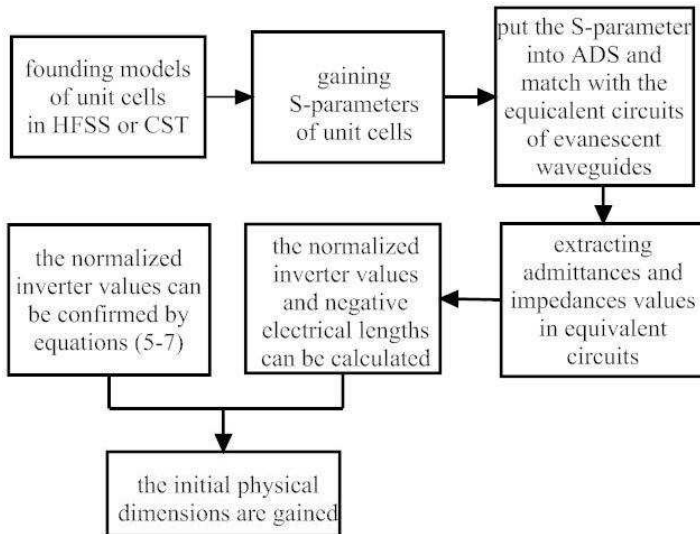 founding models
of unit cells
in HFSS or CST
gaining
S-parameters
of unit cells
put the S-parameter
into ADS and
match with the
equicalent circuits
of evanescent
waveguides
extracting
admittances and
impedances values
in equivalent
circuits
the normalized
inverter values
and negative
electrical lengths
can be calculated
the normalized
inverter values can
be confirmed by
equations (5-7)
the initial physical
dimensions are gained